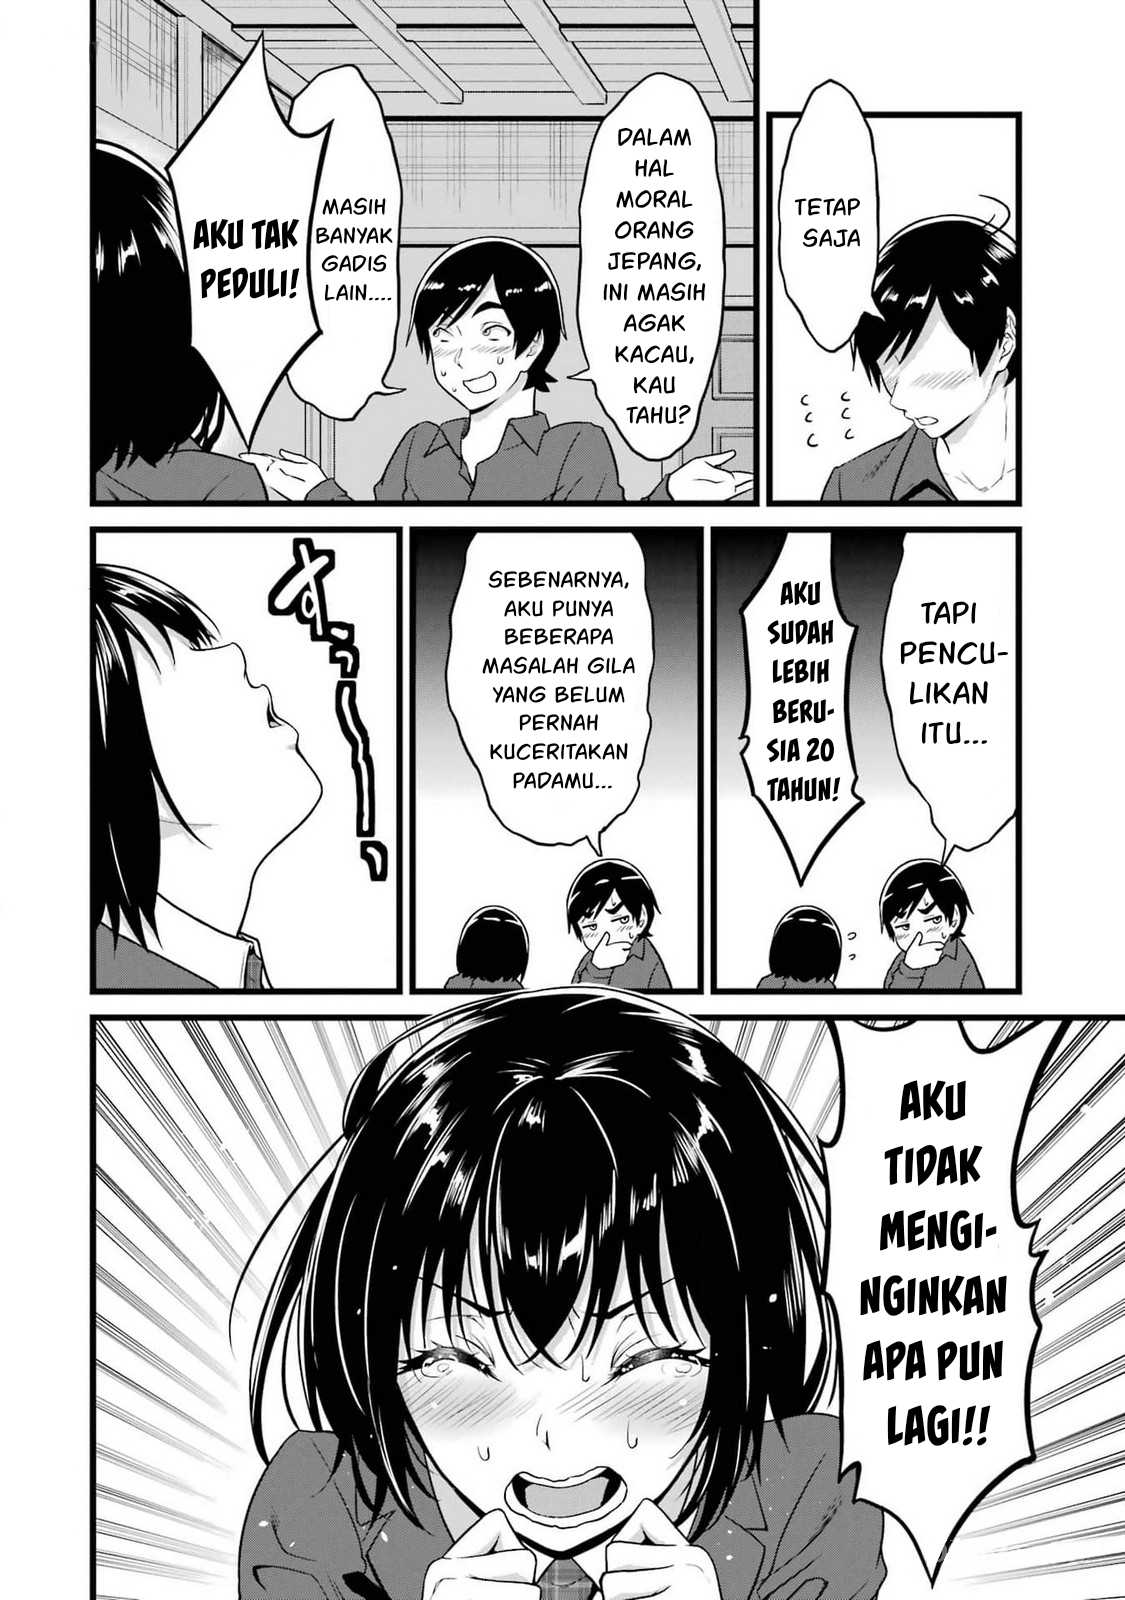 TETAP
SAJA
DALAM
HAL
MORAL
ORANG
JEPANG,
INI MASIH
AGAK
KACAU,
KAU
TAHU?
MASIH
BANYAK
GADIS
LAIN....
AKU TAK
PEDULI!
TAPI
PENCU-
LIKAN
ITU...
AKU
SUDAH
LEBIH
BERU-
SIA 20
TAHUN!
SEBENARNYA,
AKU PUNYA
BEBERAPA
MASALAH GILA
YANG BELUM
PERNAH
KUCERITAKAN
PADAMU...
AKU
TIDAK
MENGI-
NGINKAN
APA PUN
LAGI!!